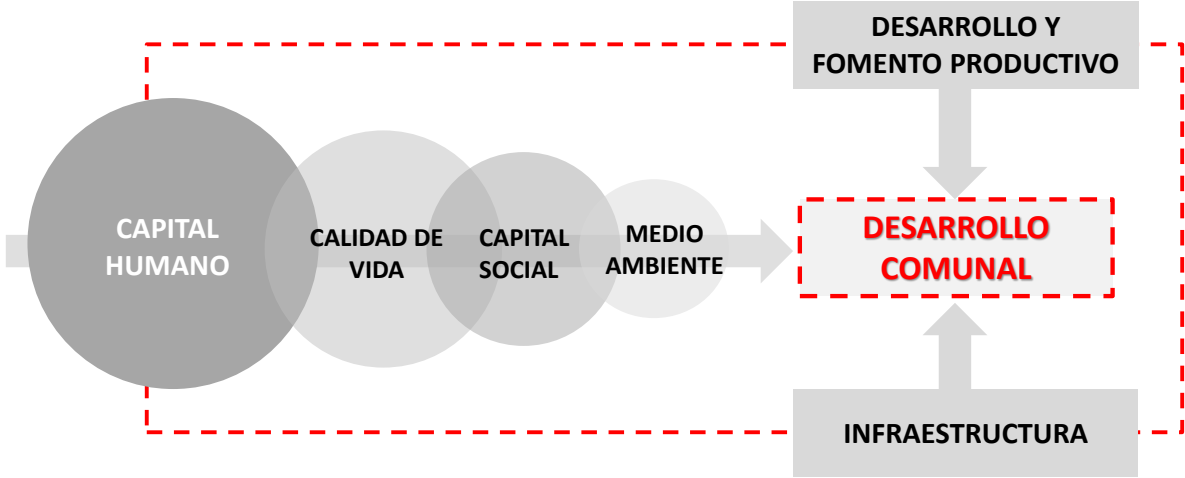 DESARROLLO Y
FOMENTO PRODUCTIVO
CAPITAL
HUMANO
CALIDAD DE
VIDA
CAPITAL
SOCIAL
MEDIO
AMBIENTE
DESARROLLO
COMUNAL
INFRAESTRUCTURA